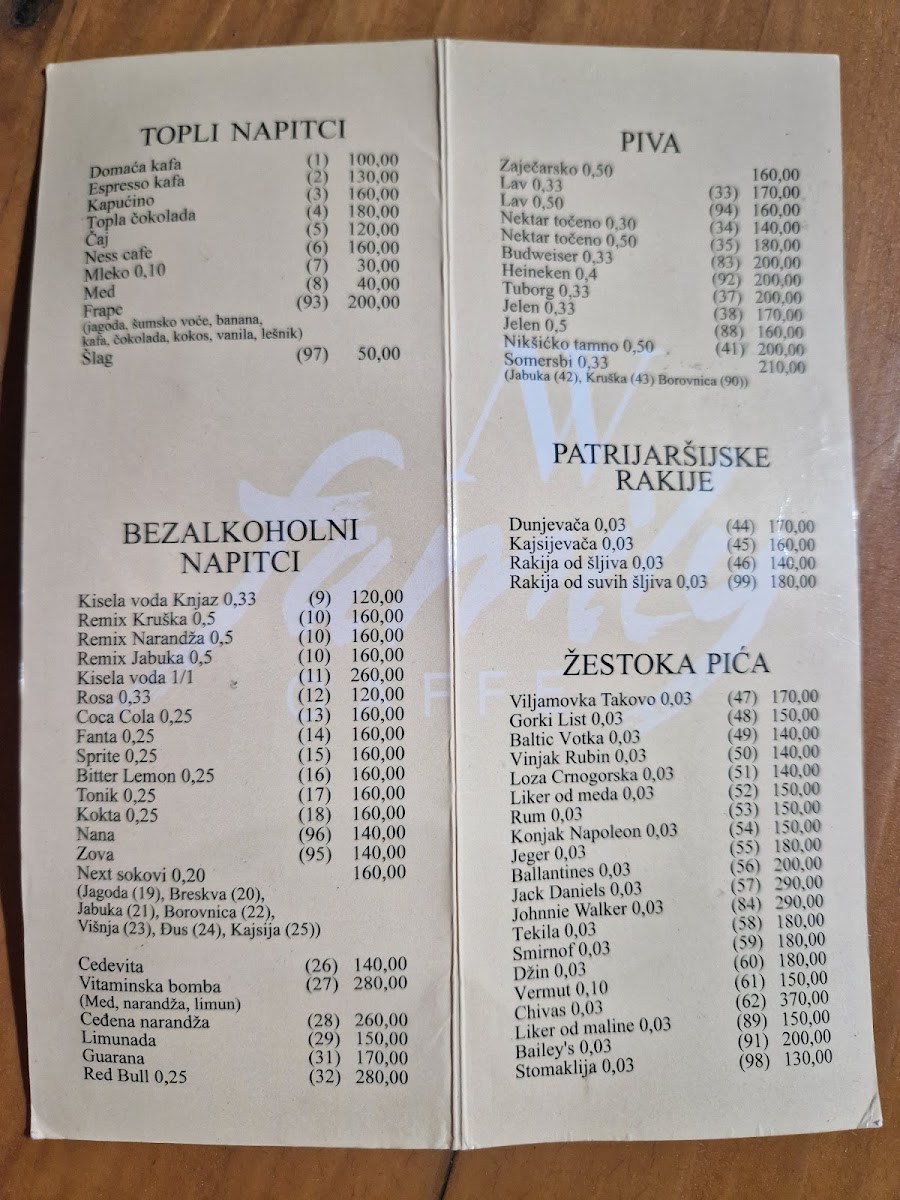 TOPLI NAPITCI
Domaća kafa (1) 100,00
Espresso kafa (2) 130,00
Kapućino (3) 160,00
Topla čokolada (4) 180,00
Čaj (5) 120,00
Ness cafe (6) 160,00
Mleko 0,10 (7) 30,00
Med (8) 40,00
Frape (93) 200,00
(jagoda, šumsko voće, banana,
kafa, čokolada, kokos, vanila, lešnik)
Šlag (97) 50,00
BEZALKOHOLNI
NAPITCI
Kisela voda Knjaz 0,33 (9) 120,00
Remix Kruška 0,5 (10) 160,00
Remix Narandža 0,5 (10) 160,00
Remix Jabuka 0,5 (10) 160,00
Kisela voda 1/1 (11) 260,00
Rosa 0,33 (12) 120,00
Coca Cola 0,25 (13) 160,00
Fanta 0,25 (14) 160,00
Sprite 0,25 (15) 160,00
Bitter Lemon 0,25 (16) 160,00
Tonik 0,25 (17) 160,00
Kokta 0,25 (18) 160,00
Nana (96) 140,00
Zova (95) 140,00
Next sokovi 0,20 160,00
(Jagoda (19), Breskva (20),
Jabuka (21), Borovnica (22),
Višnja (23), Đus (24), Kajsija (25))
Cedevita (26) 140,00
Vitaminska bomba (27) 280,00
(Med, narandža, limun)
Ceđena narandža (28) 260,00
Limunada (29) 150,00
Guarana (31) 170,00
Red Bull 0,25 (32) 280,00
PIVA
Zaječarsko 0,50 160,00
Lav 0,33 (33) 170,00
Lav 0,50 (94) 160,00
Nektar točeno 0,30 (34) 140,00
Nektar točeno 0,50 (35) 180,00
Budweiser 0,33 (83) 200,00
Heineken 0,4 (92) 200,00
Tuborg 0,33 (37) 200,00
Jelen 0,33 (38) 170,00
Jelen 0,5 (88) 160,00
Nikšićko tamno 0,50 (41) 200,00
Somersbi 0,33 210,00
(Jabuka (42), Kruška (43) Borovnica (90))
PATRIJARŠIJSKE
RAKIJE
Dunjevača 0,03 (44) 170,00
Kajsijevača 0,03 (45) 160,00
Rakija od šljiva 0,03 (46) 140,00
Rakija od suvih šljiva 0,03 (99) 180,00
ŽESTOKA PIĆA
Viljamovka Takovo 0,03 (47) 170,00
Gorki List 0,03 (48) 150,00
Baltic Votka 0,03 (49) 140,00
Vinjak Rubin 0,03 (50) 140,00
Loza Crnogorska 0,03 (51) 140,00
Liker od meda 0,03 (52) 150,00
Rum 0,03 (53) 150,00
Konjak Napoleon 0,03 (54) 150,00
Jeger 0,03 (55) 180,00
Ballantines 0,03 (56) 200,00
Jack Daniels 0,03 (57) 290,00
Johnnie Walker 0,03 (84) 290,00
Tekila 0,03 (58) 180,00
Smirnof 0,03 (59) 180,00
Džin 0,03 (60) 180,00
Vermut 0,10 (61) 150,00
Chivas 0,03 (62) 370,00
Liker od maline 0,03 (89) 150,00
Bailey's 0,03 (91) 200,00
Stomaklija 0,03 (98) 130,00
family
CAFFE